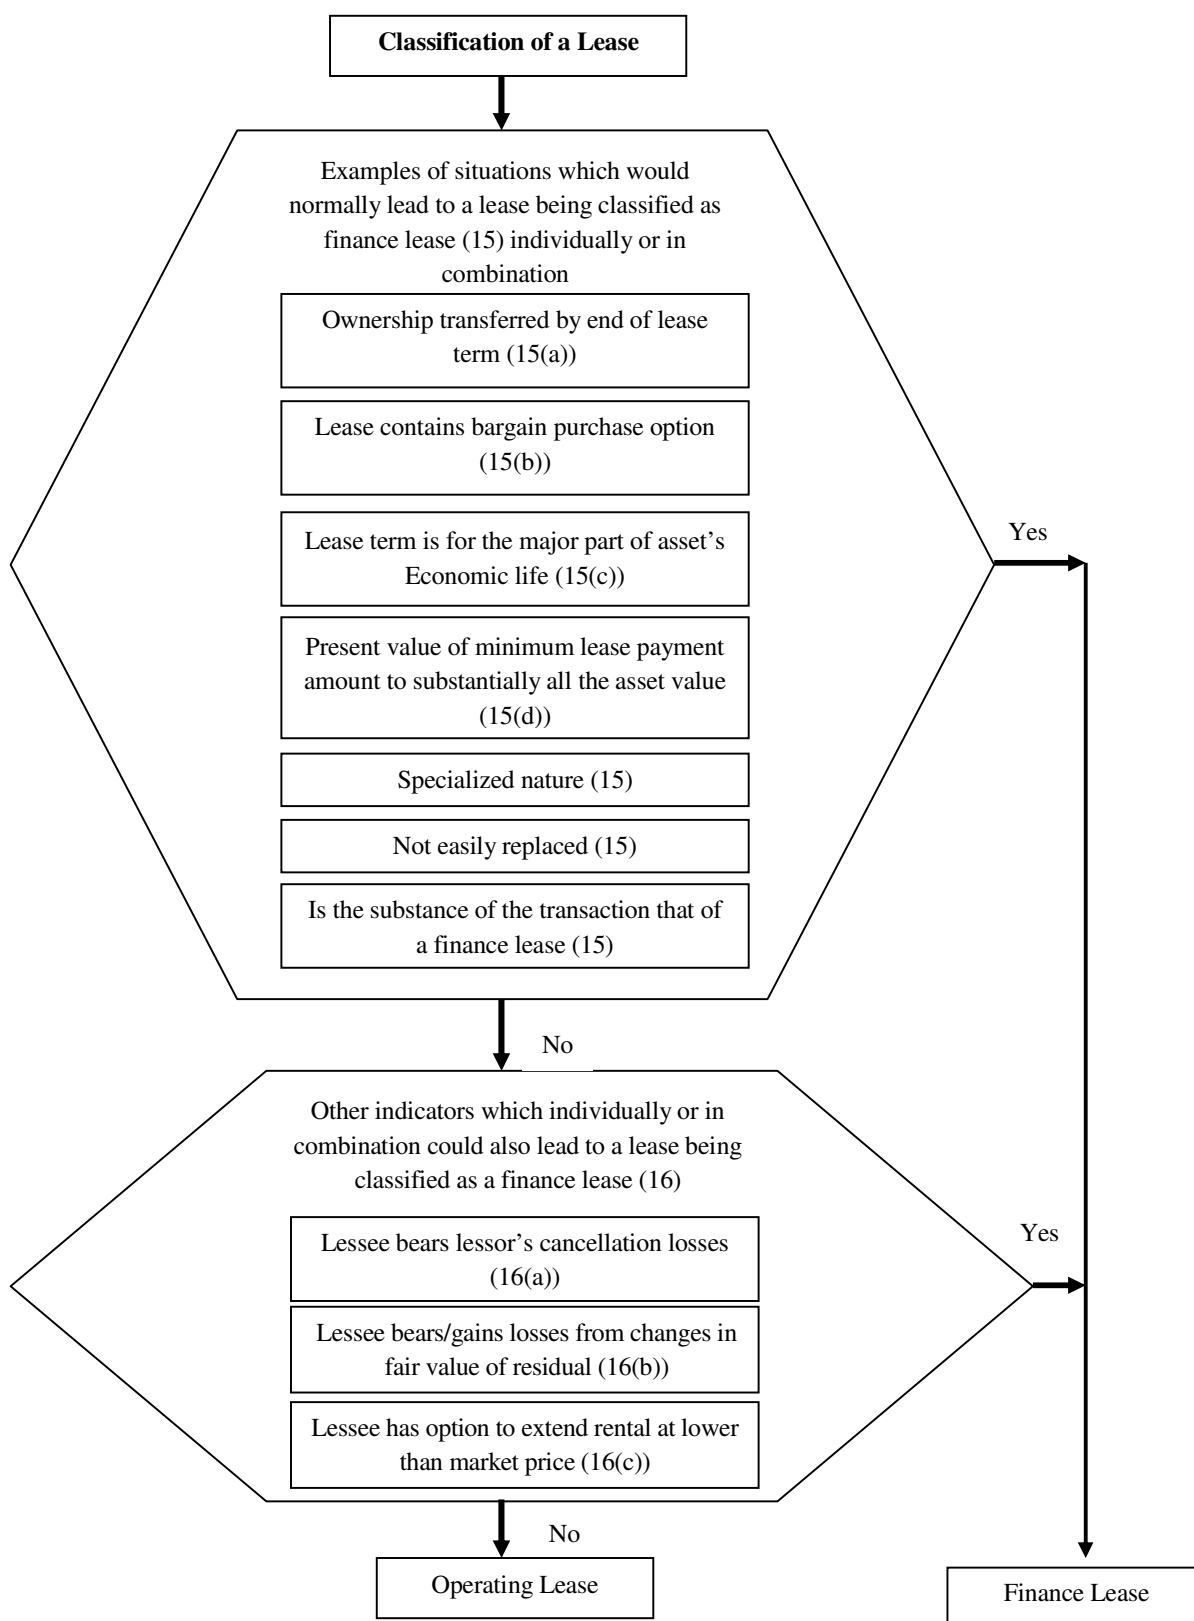 Classification of a Lease
Examples of situations which would
normally lead to a lease being classified as
finance lease (15) individually or in
combination
Ownership transferred by end of lease
term (15(a))
Lease contains bargain purchase option
(15(b))
Lease term is for the major part of asset's
Economic life (15(c))
Yes
Present value of minimum lease payment
amount to substantially all the asset value
(15(d))
Specialized nature (15)
Not easily replaced (15)
Is the substance of the transaction that of
a finance lease (15)
No
Other indicators which individually or in
combination could also lead to a lease being
classified as a finance lease (16)
Yes
Lessee bears lessor's cancellation losses
(16(a))
Lessee bears/gains losses from changes in
fair value of residual (16(b))
Lessee has option to extend rental at lower
than market price (16(c))
No
Operating Lease
Finance Lease